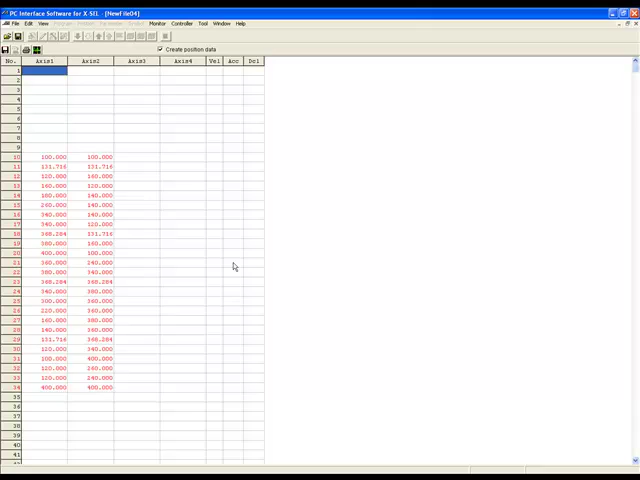 PC Interface Software for X-SEL - [NewFile04]
File Edit View Monitor Controller Tool Window Help
Create position data
No. Axis1 Axis2 Axis3 Axis4 Vel Acc Dcl
1
2
3
4
5
6
7
8
9
10 100.000 100.000
11 131.716 131.716
12 120.000 160.000
13 160.000 120.000
14 180.000 140.000
15 260.000 140.000
16 340.000 140.000
17 340.000 120.000
18 368.284 131.716
19 380.000 160.000
20 400.000 100.000
21 360.000 240.000
22 380.000 340.000
23 368.284 368.284
24 340.000 380.000
25 300.000 360.000
26 220.000 360.000
27 160.000 380.000
28 140.000 360.000
29 131.716 368.284
30 120.000 340.000
31 100.000 400.000
32 120.000 260.000
33 120.000 240.000
34 400.000 400.000
35
36
37
38
39
40
41